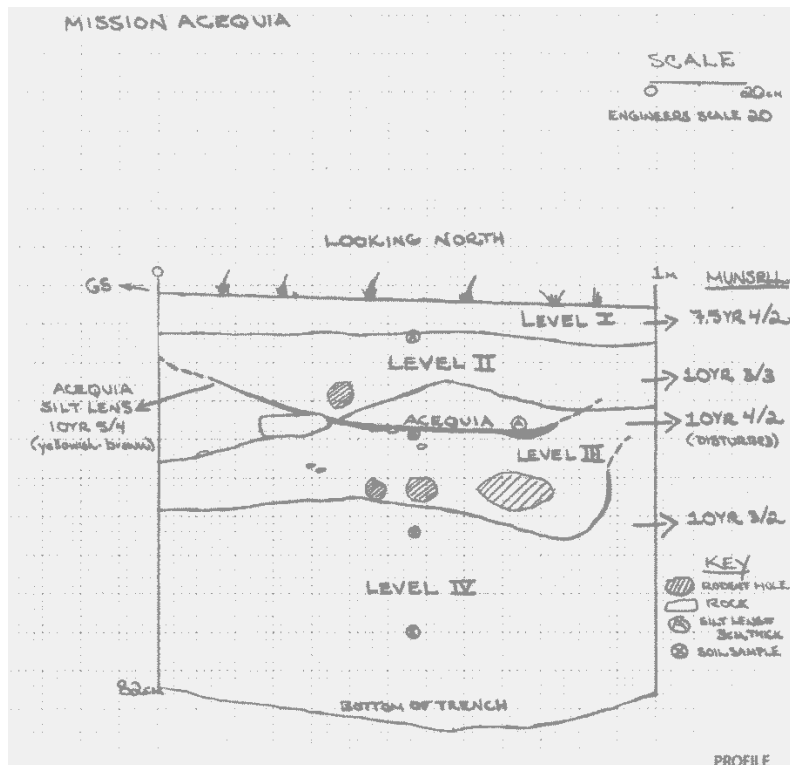 MISSION ACEQUIA
SCALE
0 20CM
ENGINEERS SCALE 20
LOOKING NORTH
0
1M
MUNSELL
GS
LEVEL I
7.5YR 4/2
LEVEL II
10YR 3/3
ACEQUIA
SILT LENS
10YR 5/4
(yellowish-brown)
ACEQUIA
A
10YR 4/2
(DISTURBED)
LEVEL III
10YR 3/2
LEVEL IV
KEY
RODENT HOLE
ROCK
A
SILT LENS
THICK
SOIL SAMPLE
82CM
BOTTOM OF TRENCH
PROFILE